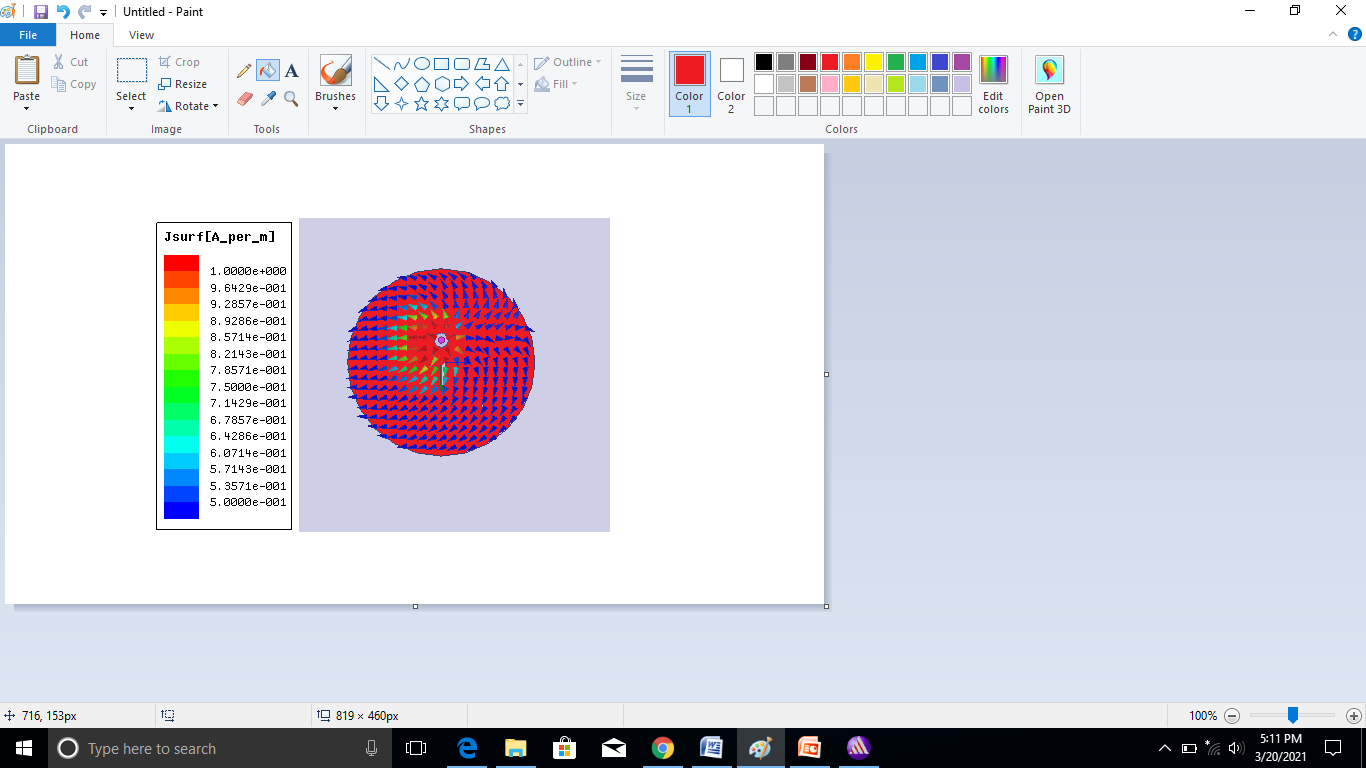 Untitled - Paint
File Home View
Paste
Cut
Copy
Clipboard
Select
Crop
Resize
Rotate
Image
A
Tools
Brushes
Outline
Fill
Shapes
Size
Color 1
Color 2
Colors
Edit colors
Open Paint 3D
Jsurf[A_per_m]
1.0000e+000
9.6429e-001
9.2857e-001
8.9286e-001
8.5714e-001
8.2143e-001
7.8571e-001
7.5000e-001
7.1429e-001
6.7857e-001
6.4286e-001
6.0714e-001
5.7143e-001
5.3571e-001
5.0000e-001
716, 153px
819 × 460px
100%
Type here to search
5:11 PM
3/20/2021